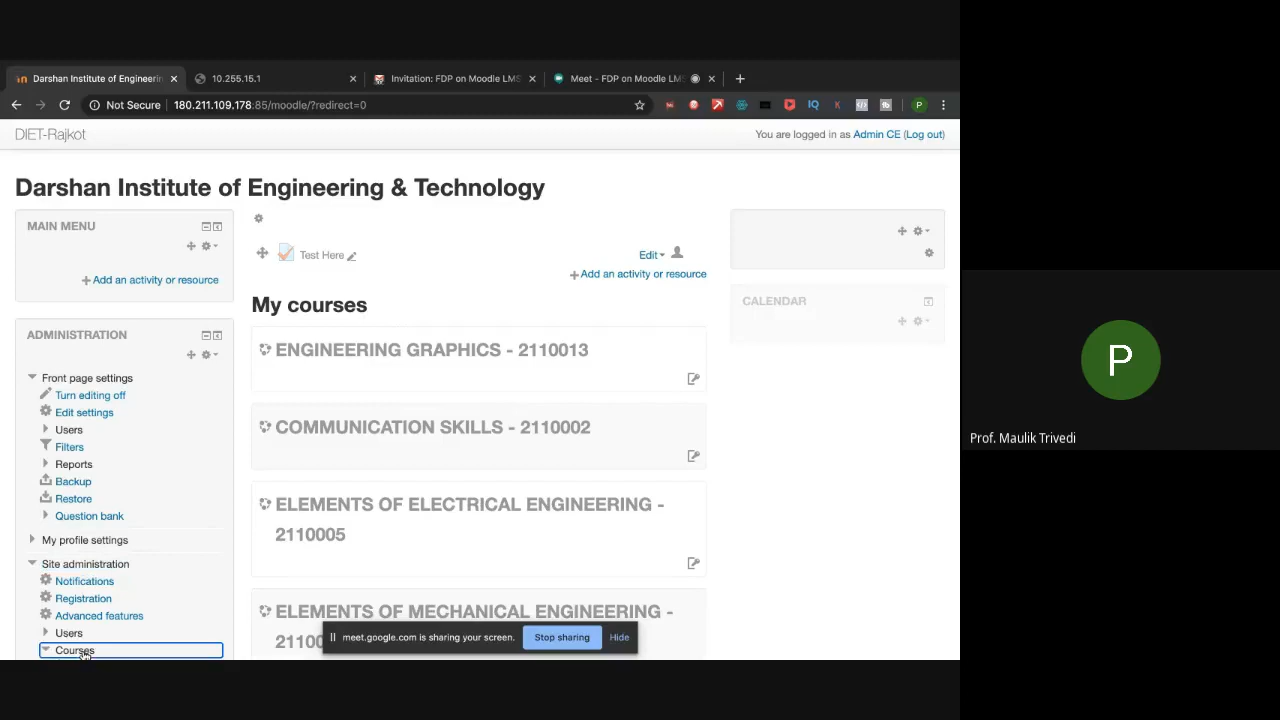 Darshan Institute of Engineerin
10.255.15.1
Invitation: FDP on Moodle LMS
Meet - FDP on Moodle LMS
Not Secure
180.211.109.178:85/moodle/?redirect=0
DIET-Rajkot
You are logged in as Admin CE (Log out)
Darshan Institute of Engineering & Technology
MAIN MENU
Add an activity or resource
ADMINISTRATION
Front page settings
Turn editing off
Edit settings
Users
Filters
Reports
Backup
Restore
Question bank
My profile settings
Site administration
Notifications
Registration
Advanced features
Users
Courses
Test Here
Edit
Add an activity or resource
My courses
ENGINEERING GRAPHICS - 2110013
COMMUNICATION SKILLS - 2110002
ELEMENTS OF ELECTRICAL ENGINEERING -
2110005
ELEMENTS OF MECHANICAL ENGINEERING -
meet.google.com is sharing your screen.
Stop sharing
Hide
CALENDAR
P
Prof. Maulik Trivedi